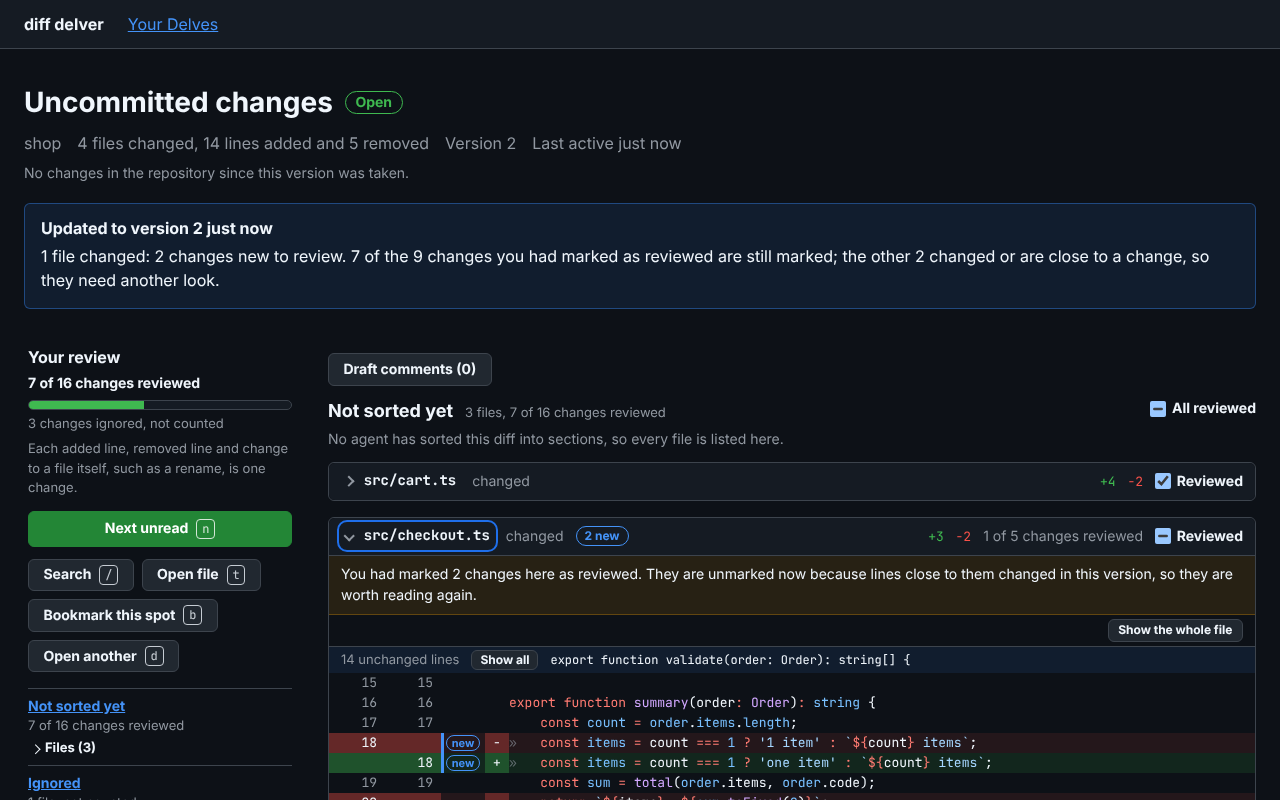 diff delver Your Delves
Uncommitted changes Open
shop 4 files changed, 14 lines added and 5 removed Version 2 Last active just now
No changes in the repository since this version was taken.
Updated to version 2 just now
1 file changed: 2 changes new to review. 7 of the 9 changes you had marked as reviewed are still marked; the other 2 changed or are close to a change, so
they need another look.
Your review
7 of 16 changes reviewed
3 changes ignored, not counted
Each added line, removed line and change
to a file itself, such as a rename, is one
change.
Next unread n
Search / Open file t
Bookmark this spot b
Open another d
Not sorted yet
7 of 16 changes reviewed
Files (3)
Ignored
Draft comments (0)
Not sorted yet 3 files, 7 of 16 changes reviewed All reviewed
No agent has sorted this diff into sections, so every file is listed here.
src/cart.ts changed +4 -2 Reviewed
src/checkout.ts changed 2 new +3 -2 1 of 5 changes reviewed Reviewed
You had marked 2 changes here as reviewed. They are unmarked now because lines close to them changed in this version, so they are
worth reading again.
Show the whole file
14 unchanged lines Show all export function validate(order: Order): string[] {
15 15
16 16 export function summary(order: Order): string {
17 17 const count = order.items.length;
18 new - » const items = count === 1 ? '1 item' : `${count} items`;
18 new + » const items = count === 1 ? 'one item' : `${count} items`;
19 19 const sum = total(order.items, order.code);